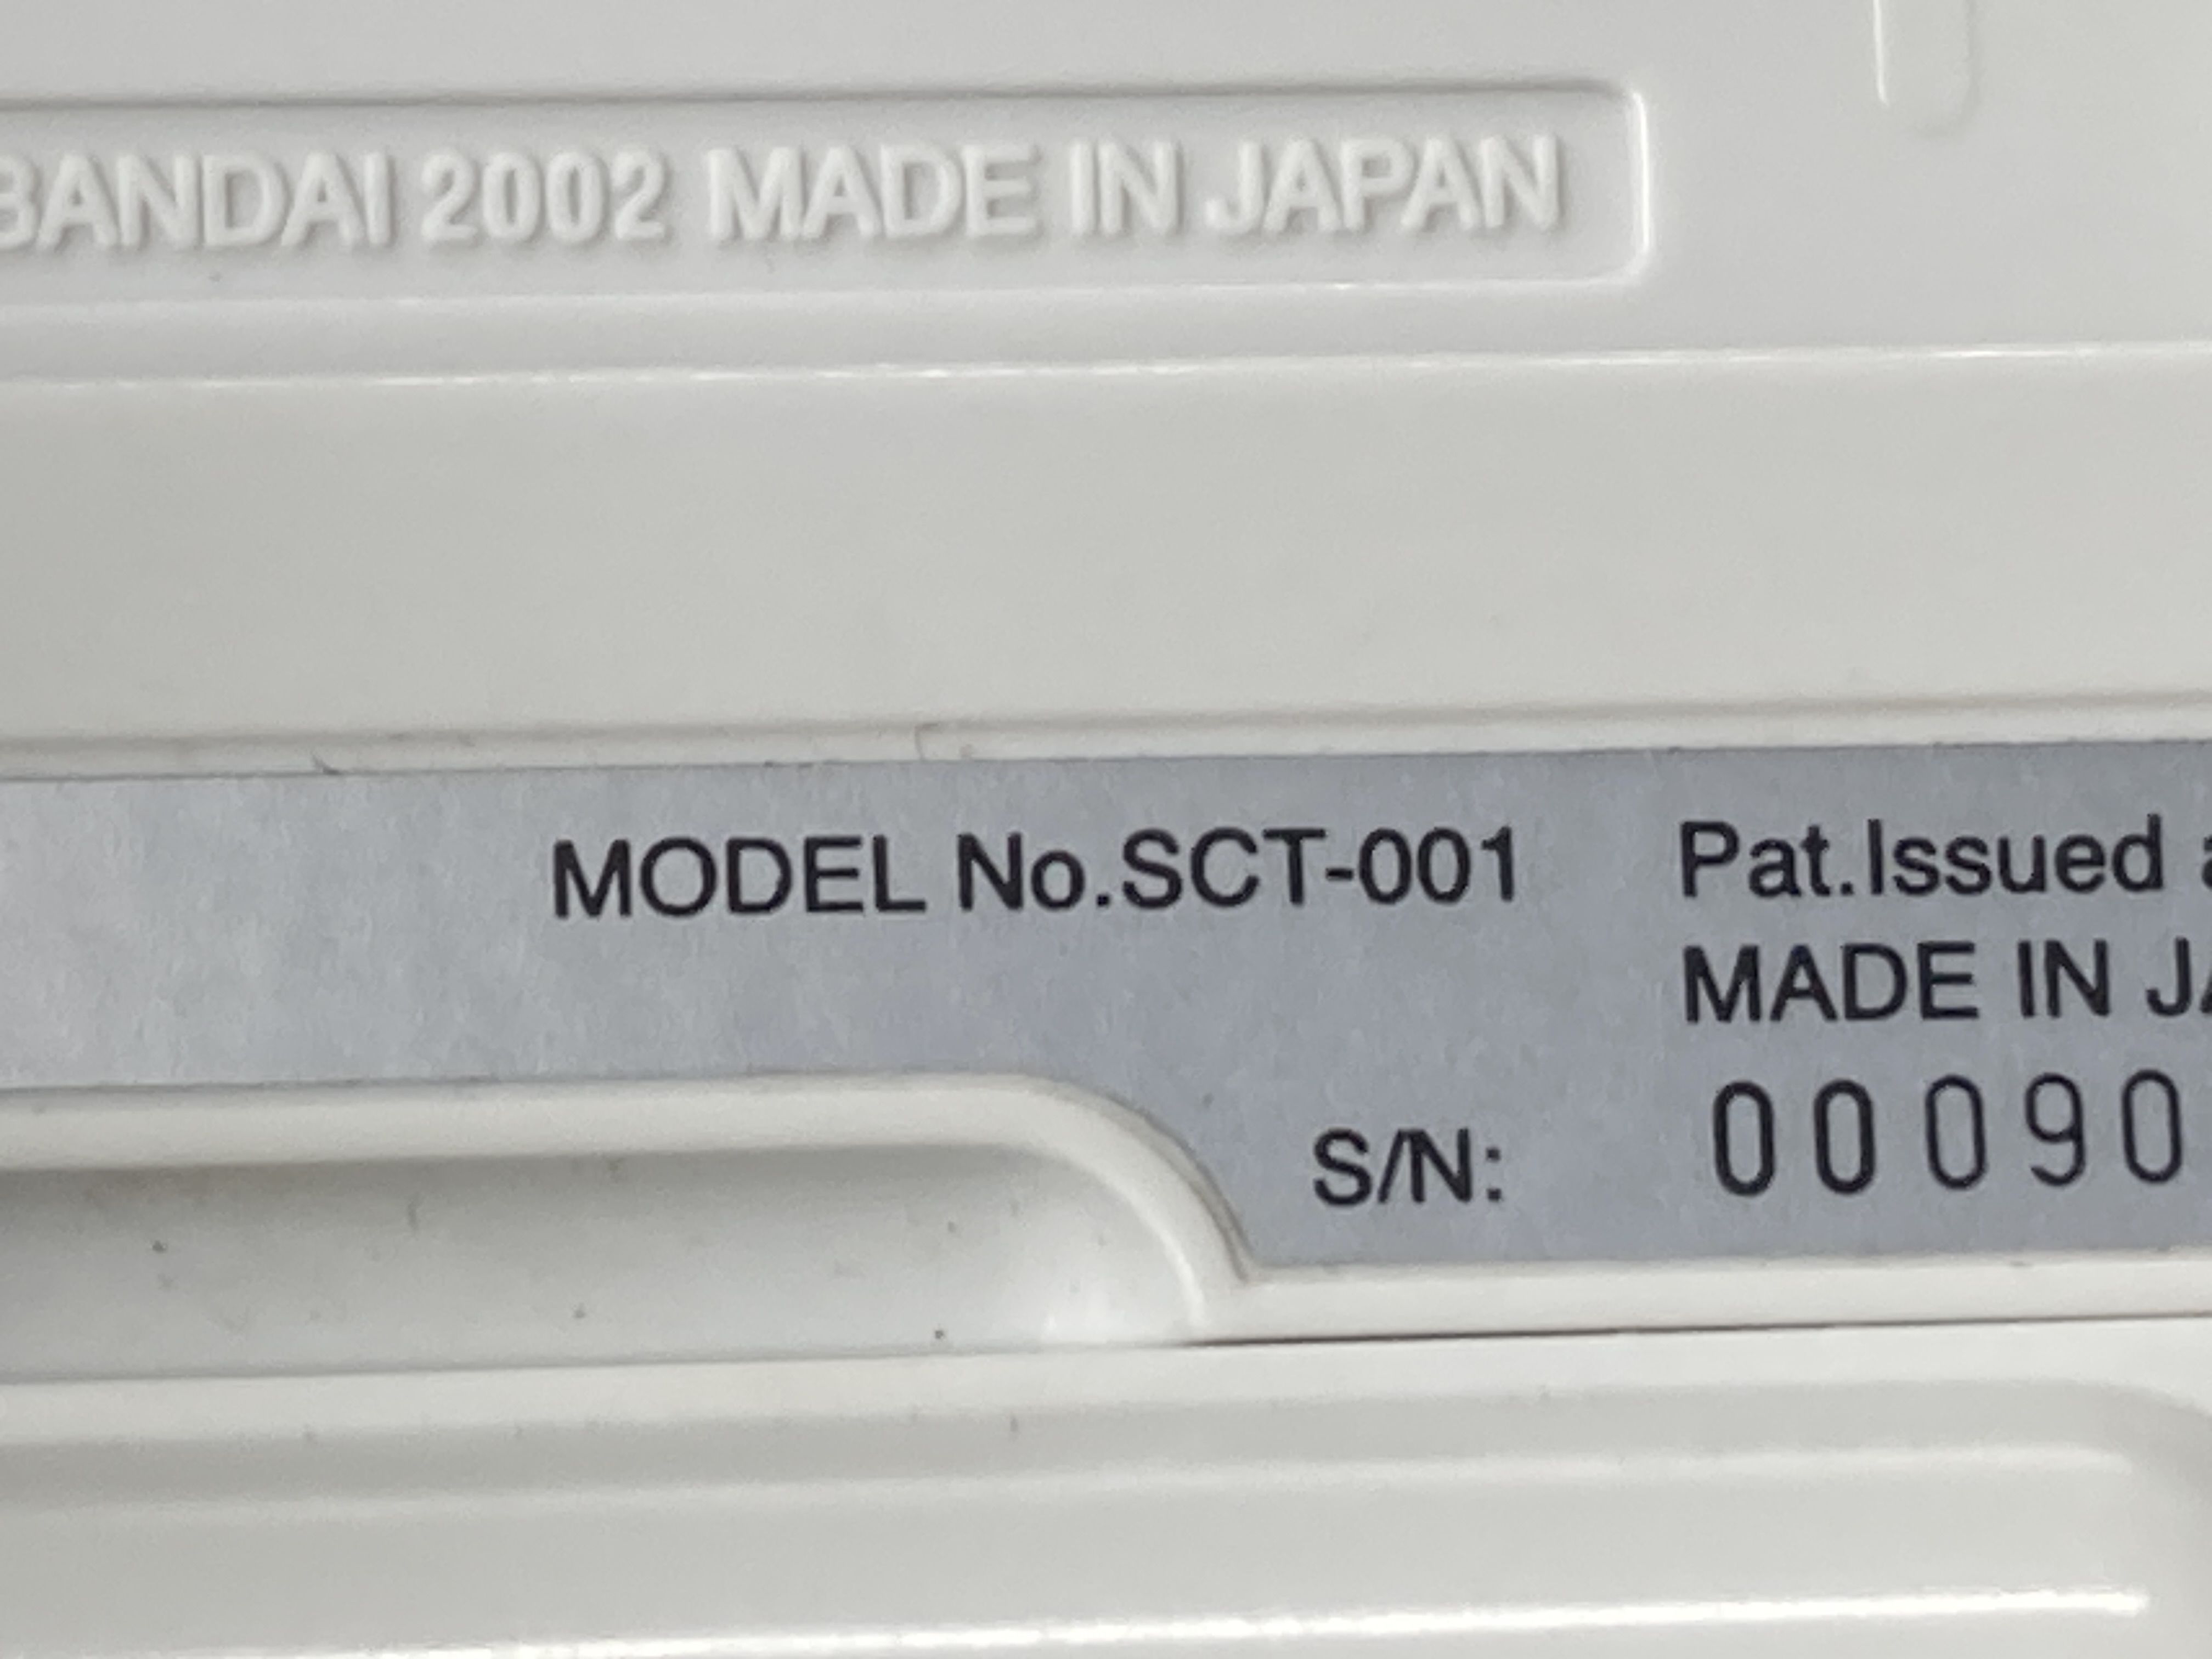 BANDAI 2002 MADE IN JAPAN
MODEL No.SCT-001
Pat.Issued
MADE IN
S/N: 00090